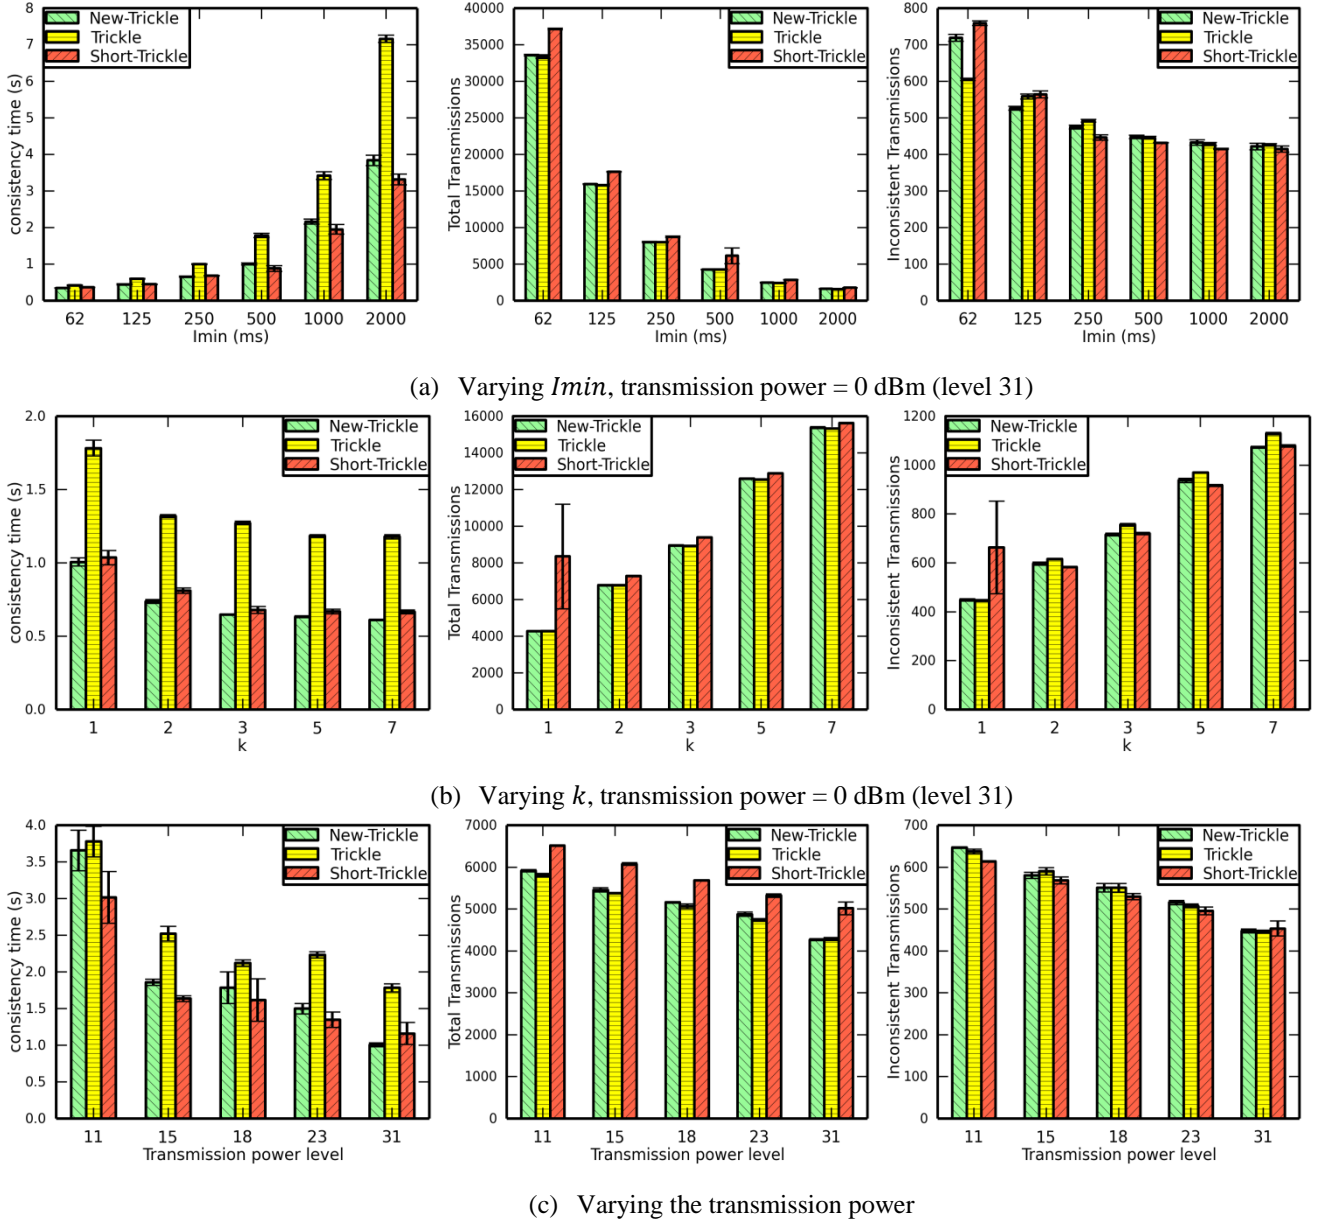 New-Trickle
Trickle
Short-Trickle
consistency time (s)
8
7
6
5
4
3
2
1
0
62 125 250 500 1000 2000
Imin (ms)
New-Trickle
Trickle
Short-Trickle
Total Transmissions
40000
35000
30000
25000
20000
15000
10000
5000
0
62 125 250 500 1000 2000
Imin (ms)
New-Trickle
Trickle
Short-Trickle
Inconsistent Transmissions
800
700
600
500
400
300
200
100
0
62 125 250 500 1000 2000
Imin (ms)
(a) Varying Imin, transmission power = 0 dBm (level 31)
New-Trickle
Trickle
Short-Trickle
consistency time (s)
2.0
1.5
1.0
0.5
0.0
1 2 3 5 7
k
New-Trickle
Trickle
Short-Trickle
Total Transmissions
16000
14000
12000
10000
8000
6000
4000
2000
0
1 2 3 5 7
k
New-Trickle
Trickle
Short-Trickle
Inconsistent Transmissions
1200
1000
800
600
400
200
0
1 2 3 5 7
k
(b) Varying k, transmission power = 0 dBm (level 31)
New-Trickle
Trickle
Short-Trickle
consistency time (s)
4.0
3.5
3.0
2.5
2.0
1.5
1.0
0.5
0.0
11 15 18 23 31
Transmission power level
New-Trickle
Trickle
Short-Trickle
Total Transmissions
7000
6000
5000
4000
3000
2000
1000
0
11 15 18 23 31
Transmission power level
New-Trickle
Trickle
Short-Trickle
Inconsistent Transmissions
700
600
500
400
300
200
100
0
11 15 18 23 31
Transmission power level
(c) Varying the transmission power